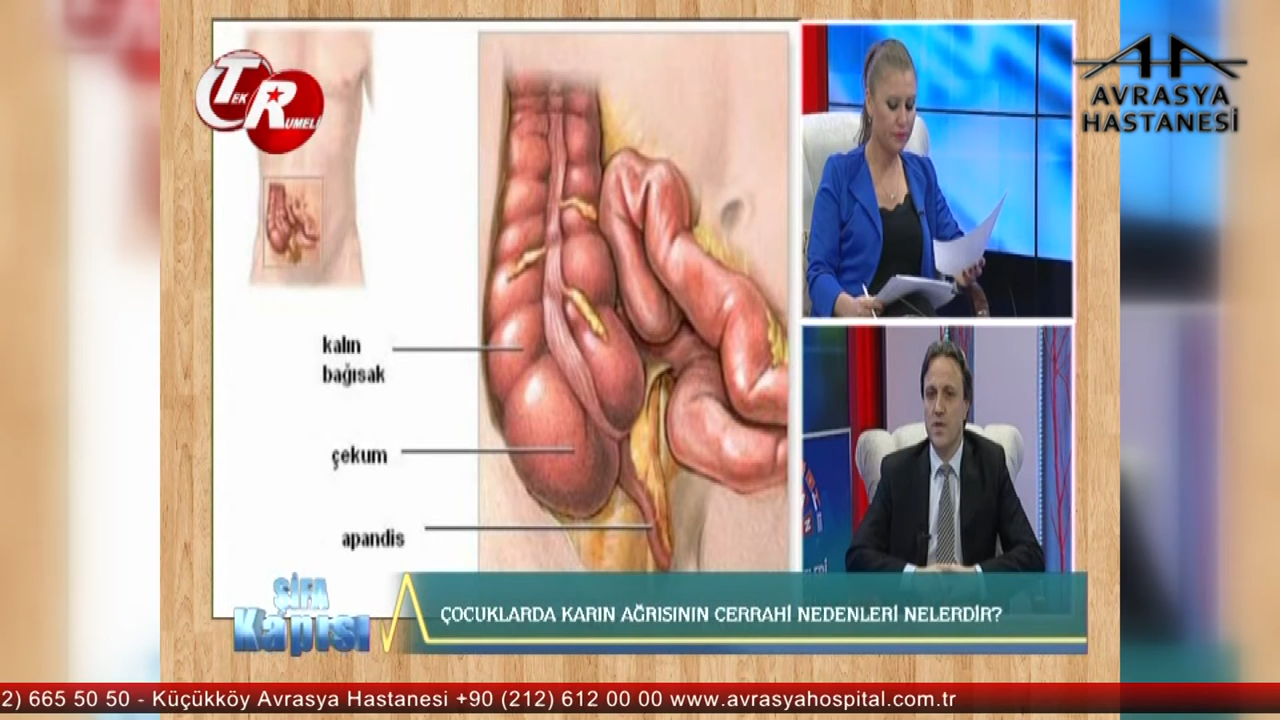 TEK
RUMELİ
AVRASYA
HASTANESİ
kalın
bağısak
çekum
apandis
ŞİFA
Kapısı
ÇOCUKLARDA KARIN AĞRISININ CERRAHİ NEDENLERİ NELERDİR?
2) 665 50 50 - Küçükköy Avrasya Hastanesi +90 (212) 612 00 00 www.avrasyahospital.com.tr